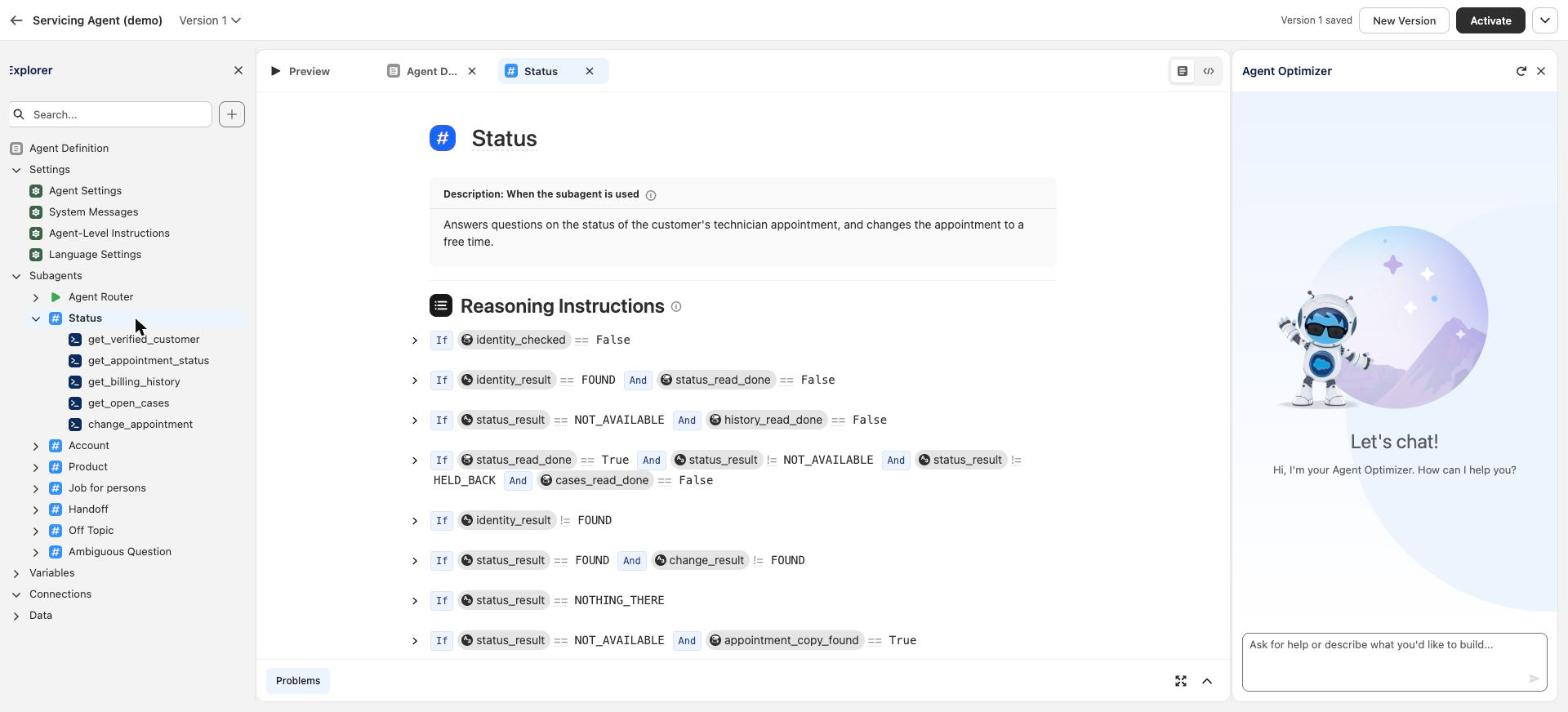 Servicing Agent (demo) Version 1 Version 1 saved New Version Activate
Explorer
Search...
Agent Definition
Settings
Agent Settings
System Messages
Agent-Level Instructions
Language Settings
Subagents
Agent Router
Status
get_verified_customer
get_appointment_status
get_billing_history
get_open_cases
change_appointment
Account
Product
Job for persons
Handoff
Off Topic
Ambiguous Question
Variables
Connections
Data
Preview Agent D... # Status
# Status
Description: When the subagent is used
Answers questions on the status of the customer's technician appointment, and changes the appointment to a
free time.
Reasoning Instructions
If identity_checked == False
If identity_result == FOUND And status_read_done == False
If status_result == NOT_AVAILABLE And history_read_done == False
If status_read_done == True And status_result != NOT_AVAILABLE And status_result !=
HELD_BACK And cases_read_done == False
If identity_result != FOUND
If status_result == FOUND And change_result != FOUND
If status_result == NOTHING_THERE
If status_result == NOT_AVAILABLE And appointment_copy_found == True
Problems
Agent Optimizer
Let's chat!
Hi, I'm your Agent Optimizer. How can I help you?
Ask for help or describe what you'd like to build...